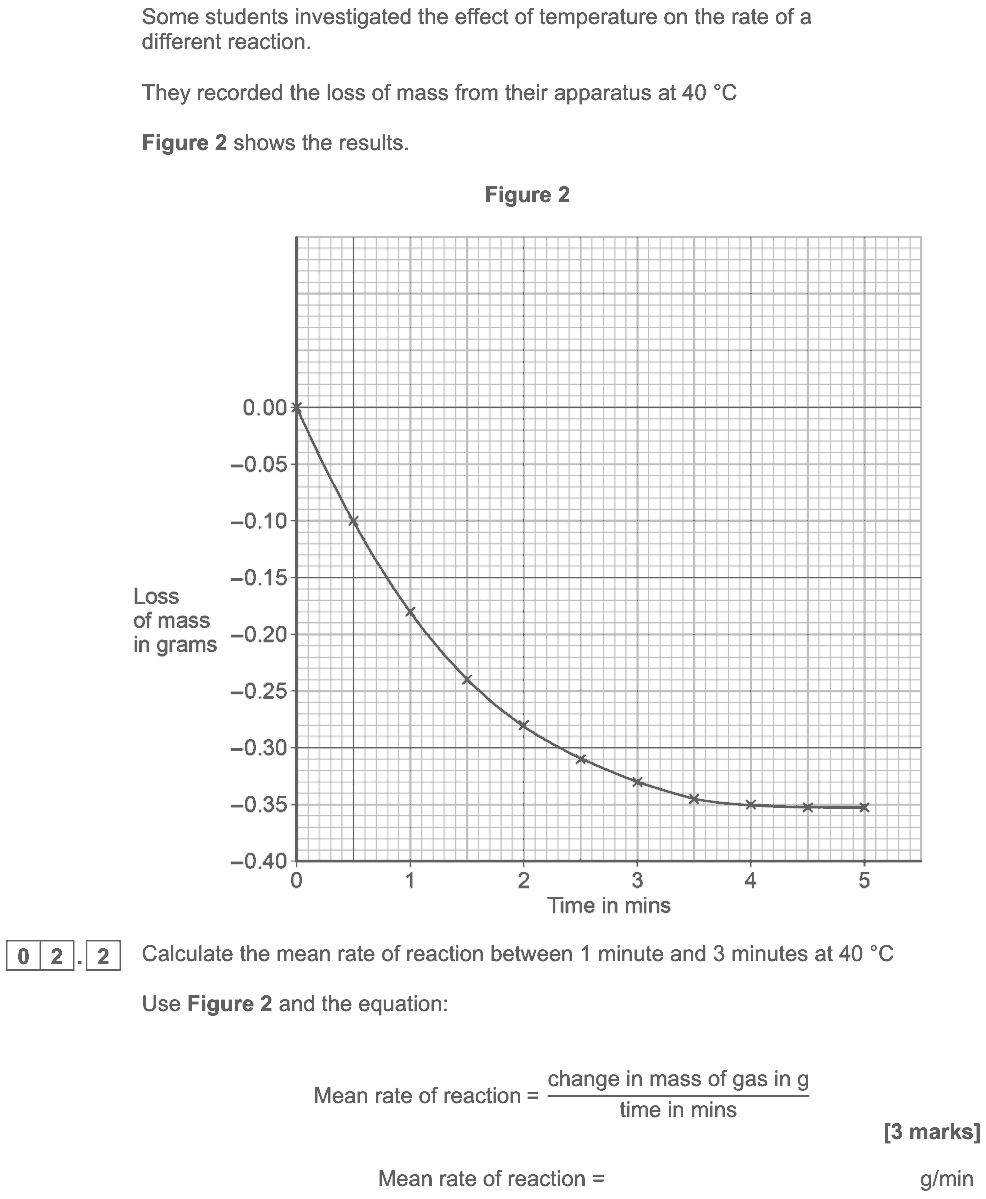 Some students investigated the effect of temperature on the rate of a
different reaction.
They recorded the loss of mass from their apparatus at 40 °C
Figure 2 shows the results.
Figure 2
0.00
–0.05
–0.10
–0.15
Loss
of mass
in grams
–0.20
–0.25
–0.30
–0.35
–0.40
0 1 2 3 4 5
Time in mins
0 2 . 2 Calculate the mean rate of reaction between 1 minute and 3 minutes at 40 °C
Use Figure 2 and the equation:
Mean rate of reaction = change in mass of gas in g
time in mins
[3 marks]
Mean rate of reaction = g/min